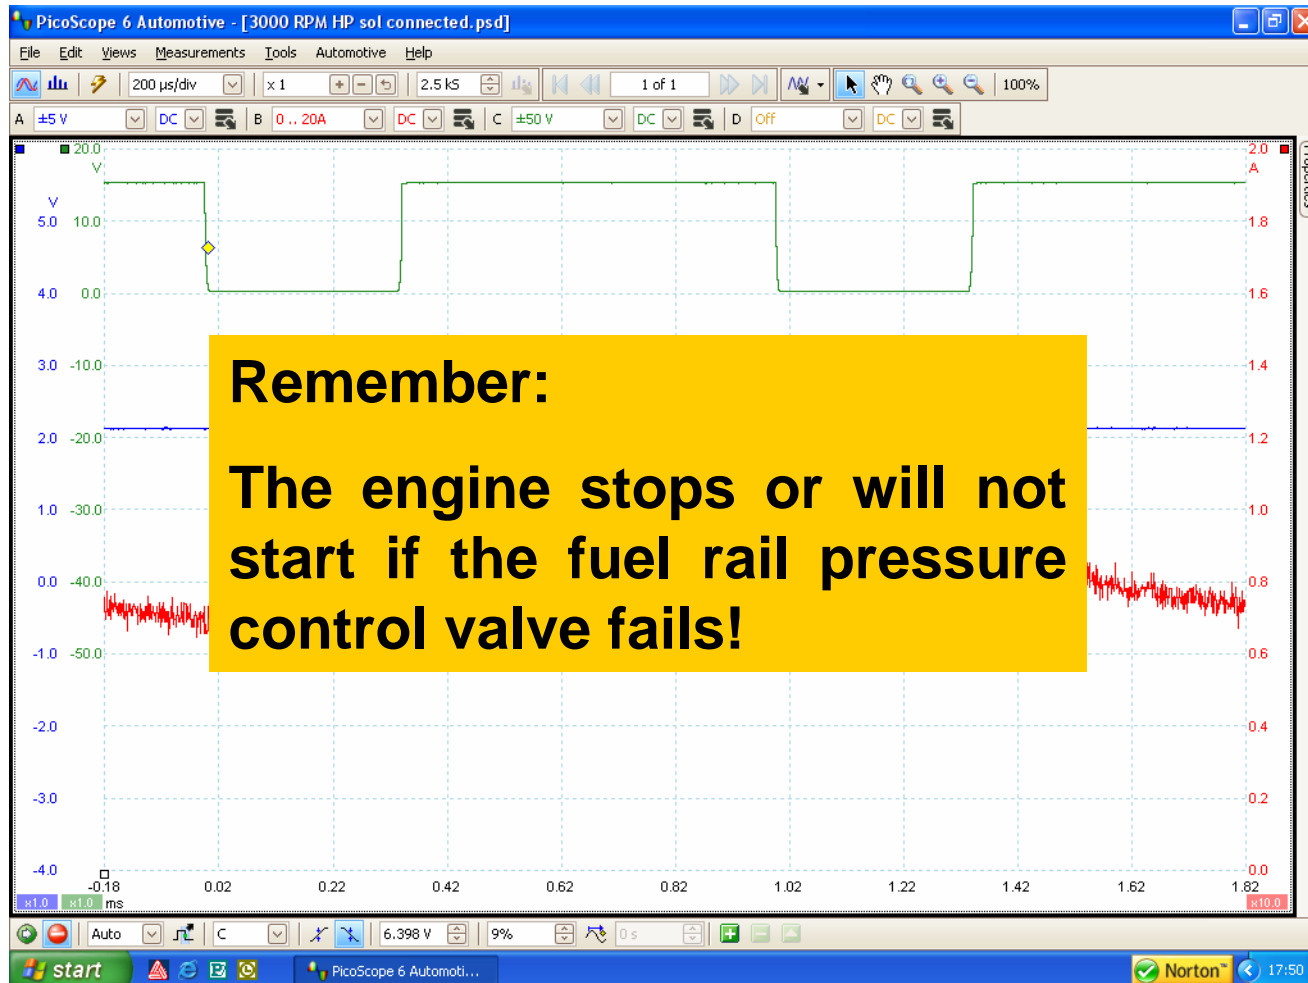 PicoScope 6 Automotive - [3000 RPM HP sol connected.psd]
File Edit Views Measurements Tools Automotive Help
200 µs/div x 1 + - 2.5 kS 1 of 1 100%
A ±5 V DC B 0 .. 20A DC C ±50 V DC D Off DC
20.0 2.0
V A
V
5.0 10.0 1.8
4.0 0.0 1.6
3.0 -10.0 1.4
2.0 -20.0 1.2
1.0 -30.0 1.0
0.0 -40.0 0.8
-1.0 -50.0 0.6
-2.0 0.4
-3.0 0.2
-4.0 0.0
Remember:
The engine stops or will not
start if the fuel rail pressure
control valve fails!
-0.18 0.02 0.22 0.42 0.62 0.82 1.02 1.22 1.42 1.62 1.82
x1.0 x1.0 ms x10.0
Auto C 6.398 V 9% 0 s
start PicoScope 6 Automoti... Norton™ 17:50